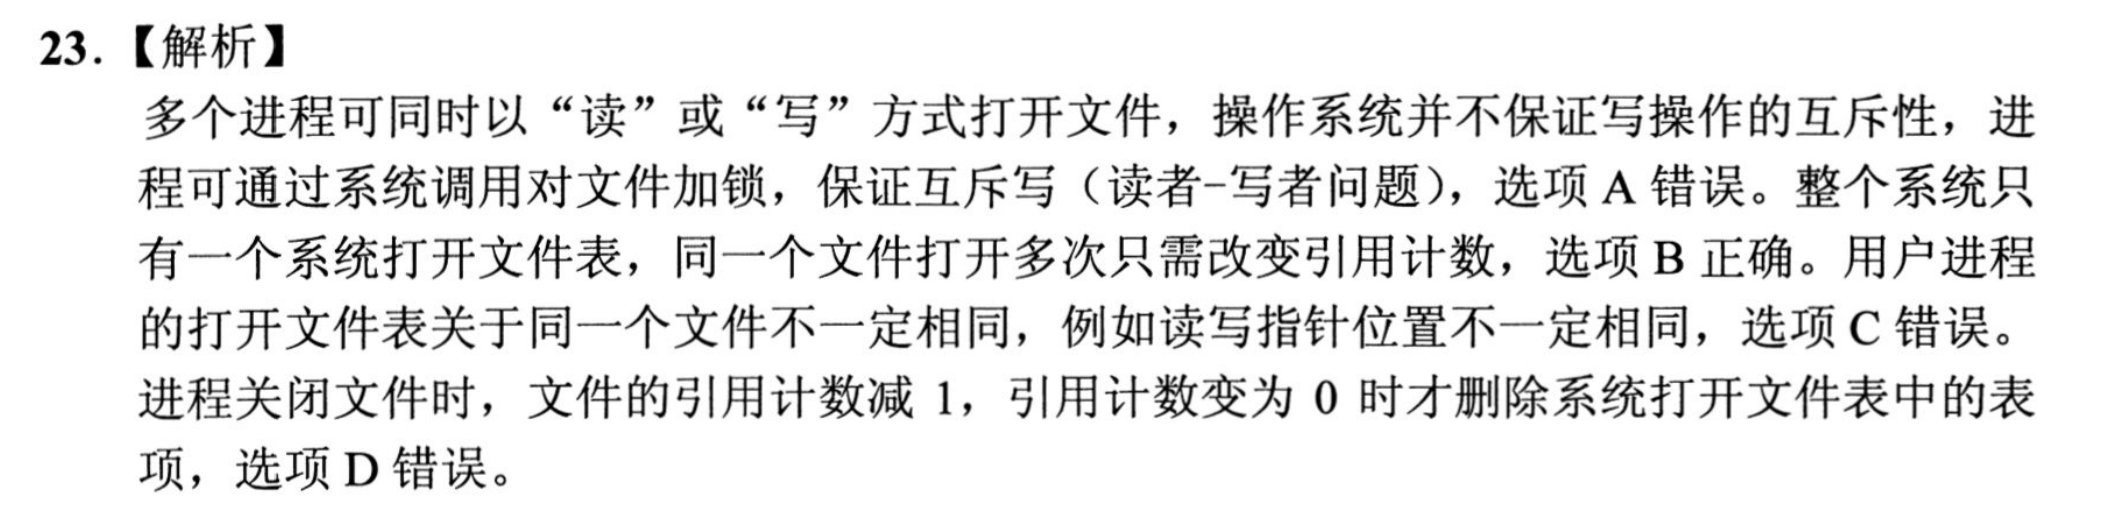 23.【解析】
多个进程可同时以“读”或“写”方式打开文件，操作系统并不保证写操作的互斥性，进
程可通过系统调用对文件加锁，保证互斥写（读者-写者问题），选项 A 错误。整个系统只
有一个系统打开文件表，同一个文件打开多次只需改变引用计数，选项 B 正确。用户进程
的打开文件表关于同一个文件不一定相同，例如读写指针位置不一定相同，选项 C 错误。
进程关闭文件时，文件的引用计数减 1，引用计数变为 0 时才删除系统打开文件表中的表
项，选项 D 错误。